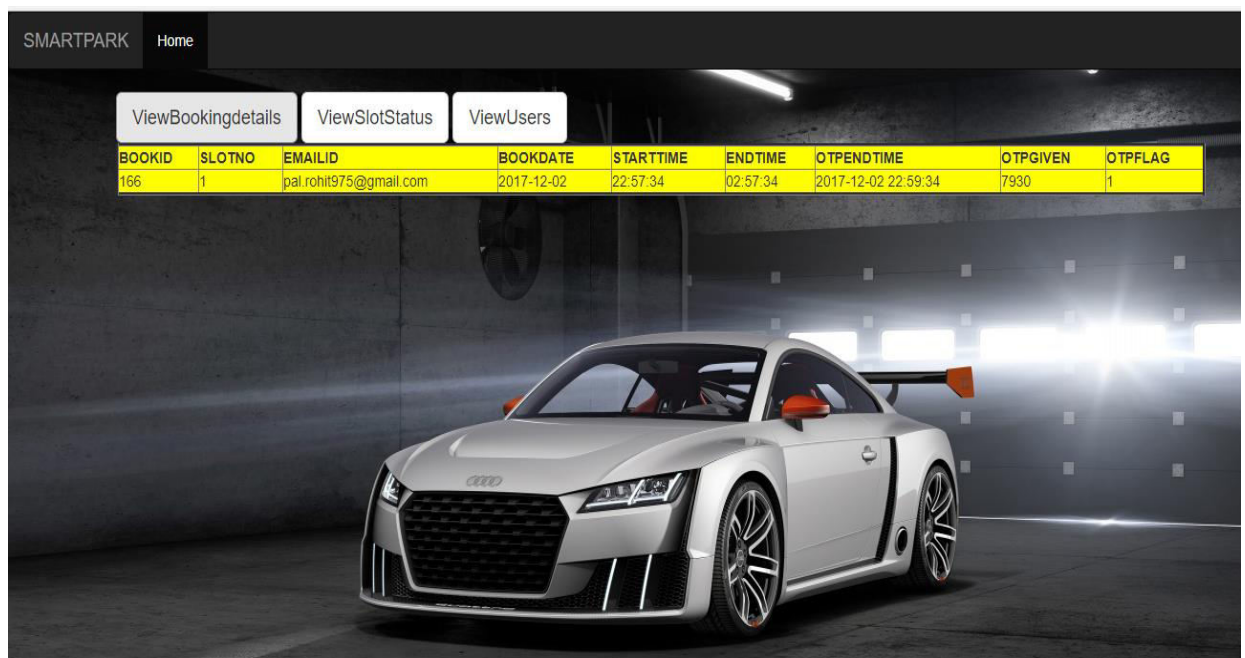 SMARTPARK Home
ViewBookingdetails ViewSlotStatus ViewUsers
BOOKID SLOTNO EMAILID BOOKDATE STARTTIME ENDTIME OTPENDTIME OTPGIVEN OTPFLAG
166 1 pal.rohit975@gmail.com 2017-12-02 22:57:34 02:57:34 2017-12-02 22:59:34 7930 1